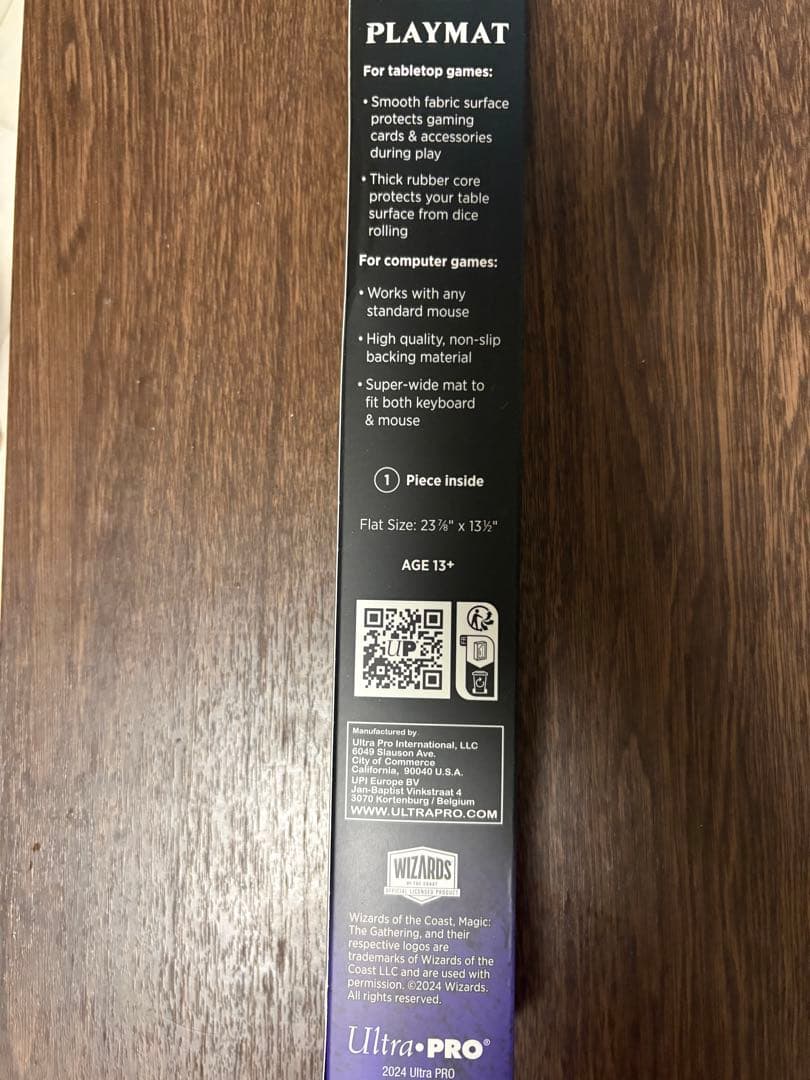 PLAYMAT
For tabletop games:
• Smooth fabric surface
protects gaming
cards & accessories
during play
• Thick rubber core
protects your table
surface from dice
rolling
For computer games:
• Works with any
standard mouse
• High quality, non-slip
backing material
• Super-wide mat to
fit both keyboard
& mouse
1 Piece inside
Flat Size: 23⅞" x 13½"
AGE 13+
UP
Manufactured by
Ultra Pro International, LLC
6049 Slauson Ave.
City of Commerce
California, 90040 U.S.A.
UPI Europe BV
Jan-Baptist Vinkstraat 4
3070 Kortenburg / Belgium
WWW.ULTRAPRO.COM
WIZARDS
OF THE COAST
OFFICIAL LICENSED PRODUCT
Wizards of the Coast, Magic:
The Gathering, and their
respective logos are
trademarks of Wizards of the
Coast LLC and are used with
permission. ©2024 Wizards.
All rights reserved.
Ultra•PRO®
2024 Ultra PRO